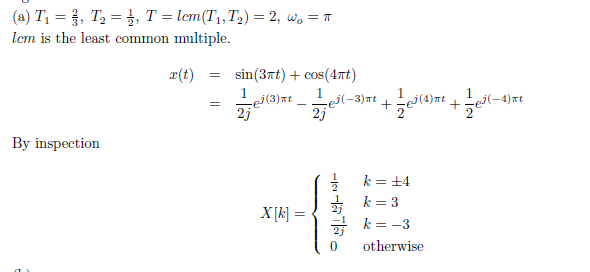 (a) T₁ = 2/3, T₂ = 1/2, T = lcm(T₁, T₂) = 2, ωₒ = π
lcm is the least common multiple.
x(t) = sin(3πt) + cos(4πt)
= 1/2j e^{j(3)πt} − 1/2j e^{j(−3)πt} + 1/2 e^{j(4)πt} + 1/2 e^{j(−4)πt}
By inspection
X[k] = { 1/2 k = ±4
1/2j k = 3
−1/2j k = −3
0 otherwise